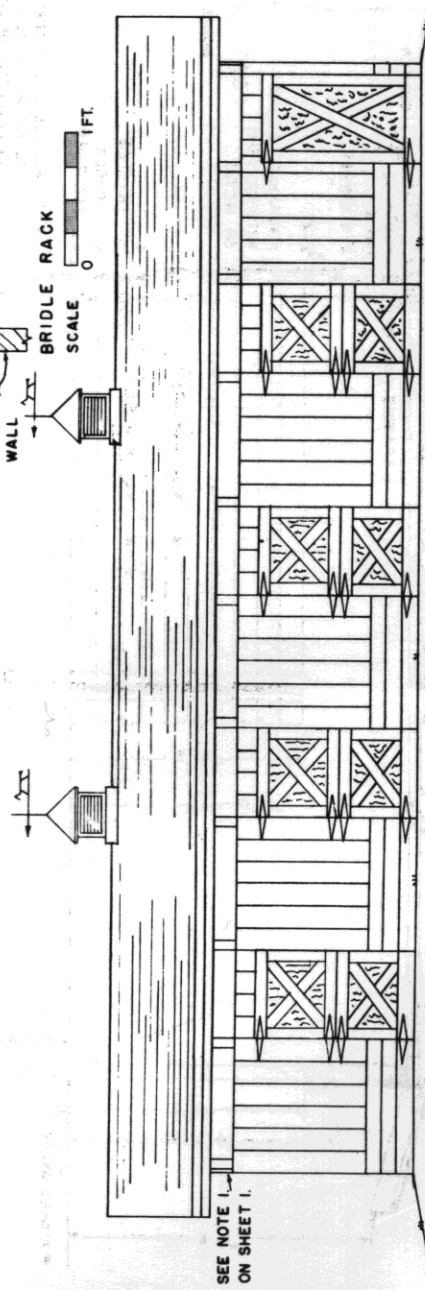 WALL
BRIDLE RACK
SCALE
0 1 FT.
SEE NOTE 1.
ON SHEET 1.